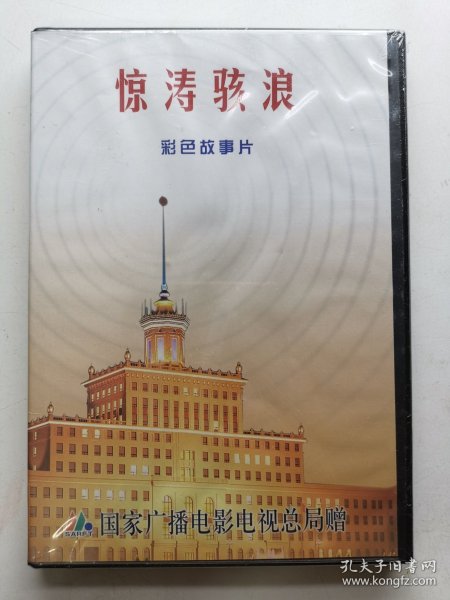 惊涛骇浪
彩色故事片
SARFT
国家广播电影电视总局赠
孔夫子旧书网
www.kongfz.com